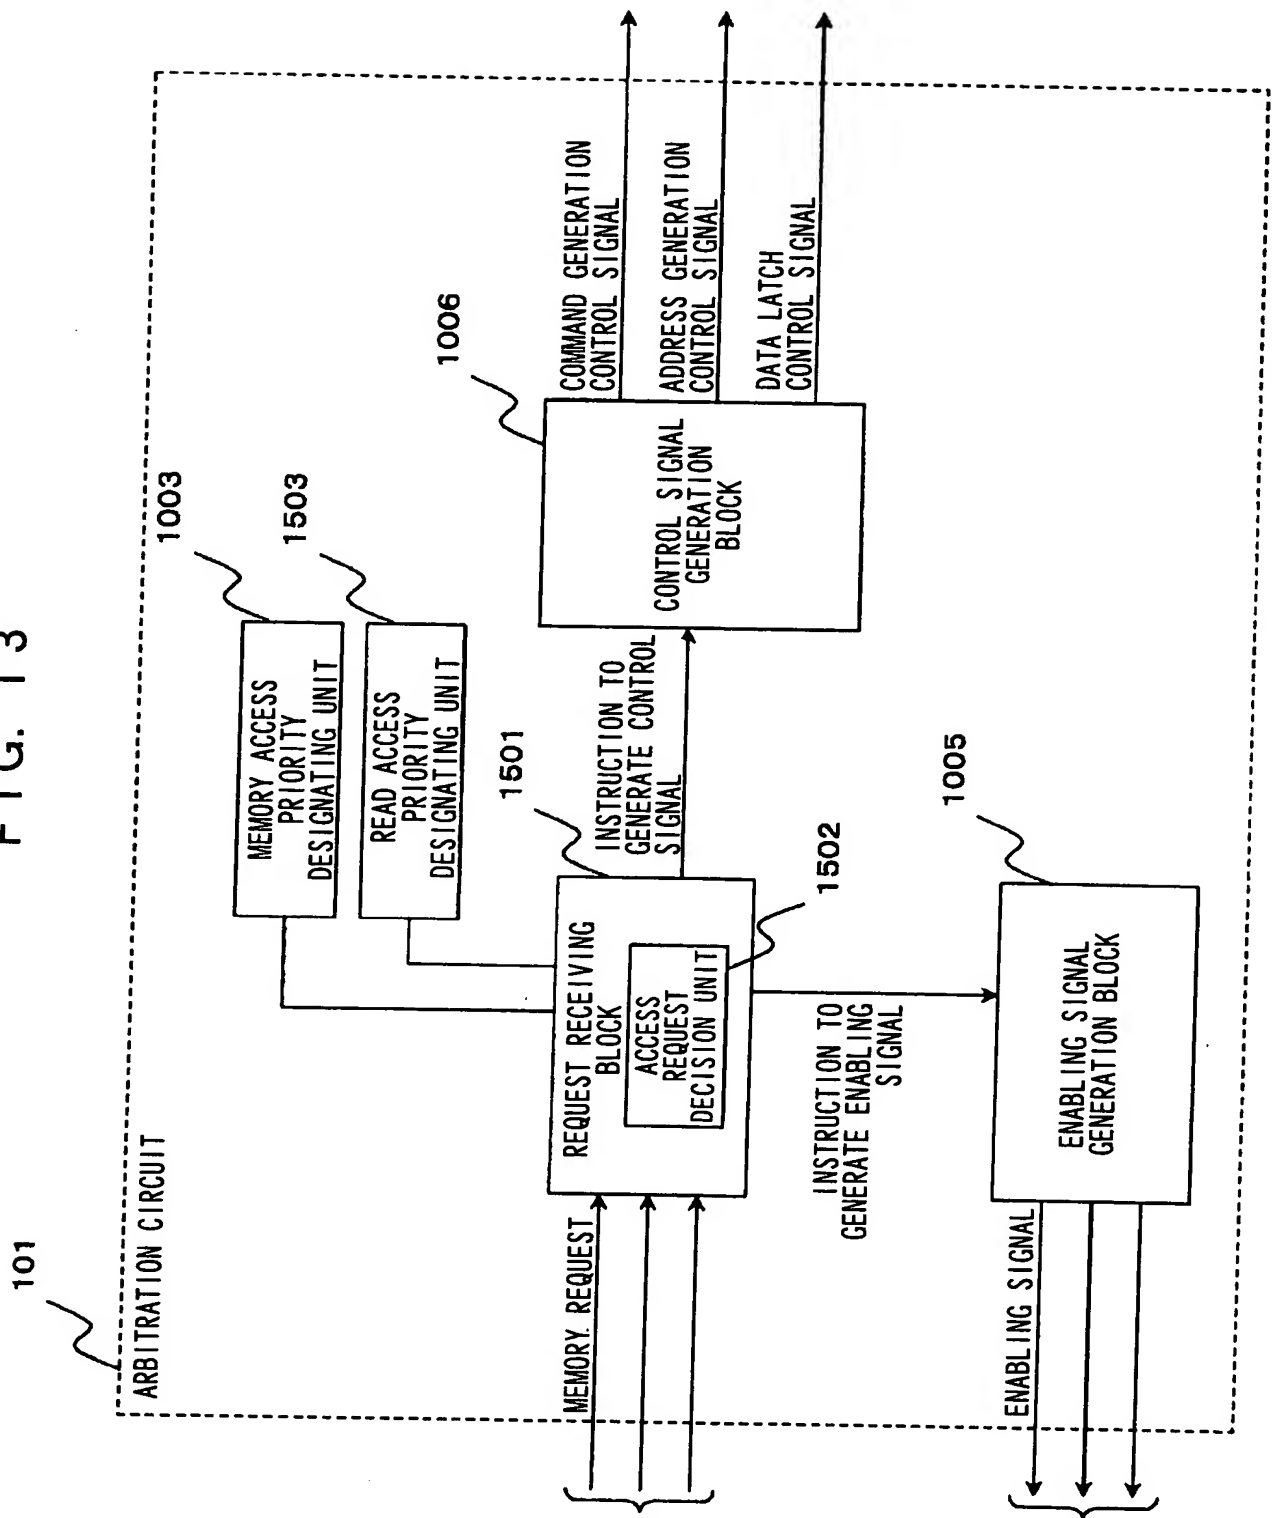 FIG. 13
101
ARBITRATION CIRCUIT
1003
MEMORY ACCESS
PRIORITY
DESIGNATING UNIT
1503
READ ACCESS
PRIORITY
DESIGNATING UNIT
MEMORY REQUEST
1501
REQUEST RECEIVING
BLOCK
ACCESS
REQUEST
DECISION UNIT
1502
INSTRUCTION TO
GENERATE CONTROL
SIGNAL
1006
CONTROL SIGNAL
GENERATION
BLOCK
COMMAND GENERATION
CONTROL SIGNAL
ADDRESS GENERATION
CONTROL SIGNAL
DATA LATCH
CONTROL SIGNAL
INSTRUCTION TO
GENERATE ENABLING
SIGNAL
1005
ENABLING SIGNAL
GENERATION BLOCK
ENABLING SIGNAL